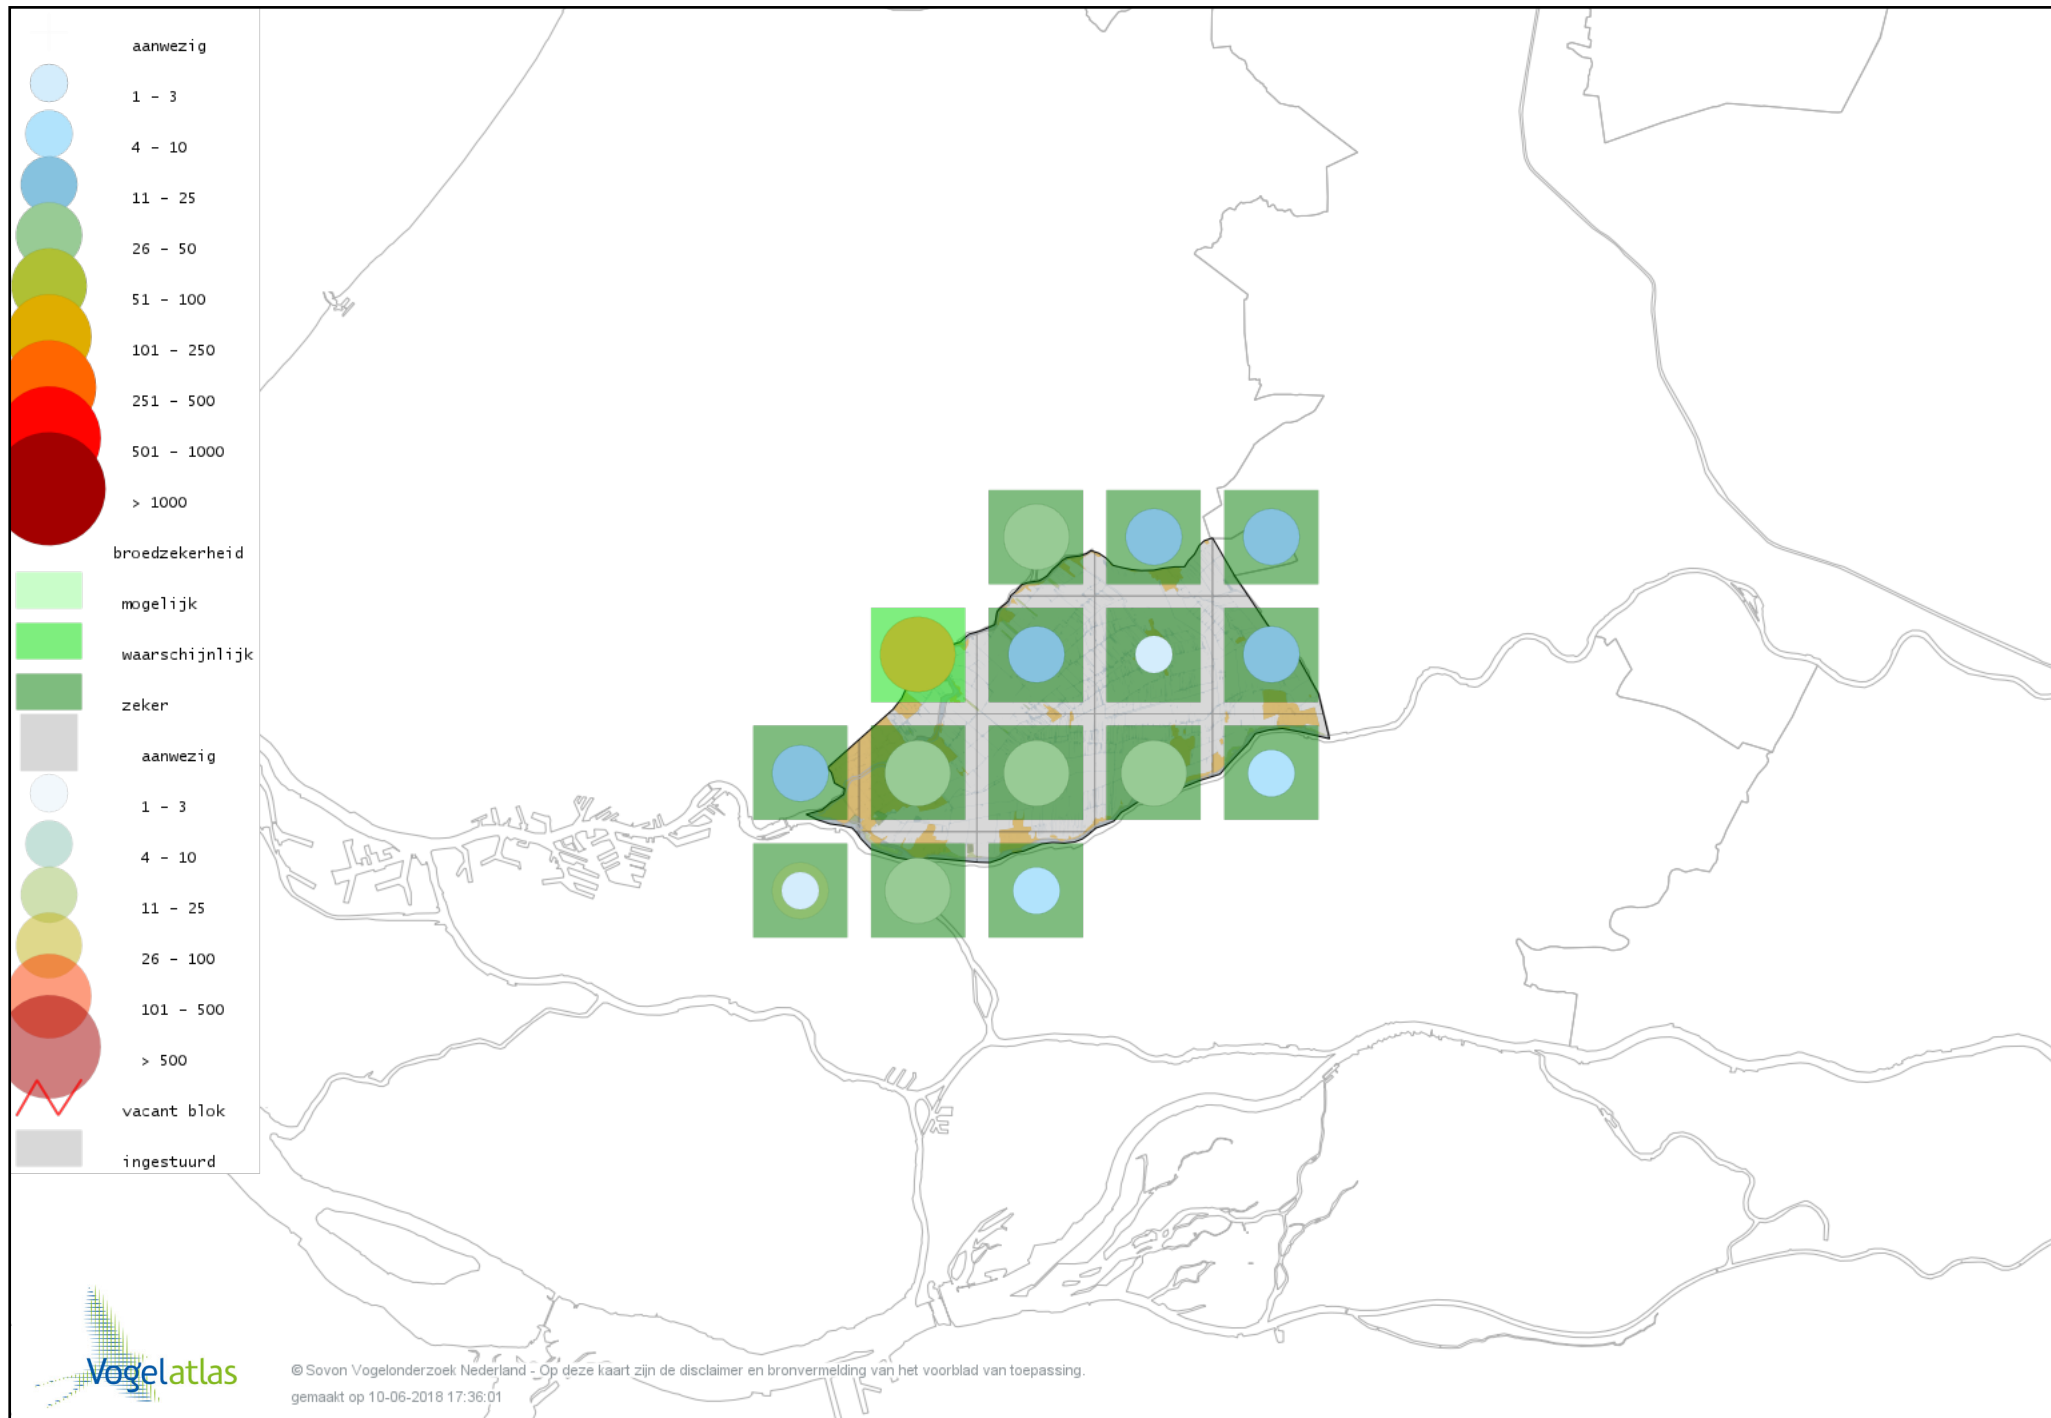 aanwezig
1 - 3
4 - 10
11 - 25
26 - 50
51 - 100
101 - 250
251 - 500
501 - 1000
> 1000
broedzekerheid
mogelijk
waarschijnlijk
zeker
aanwezig
1 - 3
4 - 10
11 - 25
26 - 100
101 - 500
> 500
vacant blok
ingestuurd
Vogelatlas
© Sovon Vogelonderzoek Nederland - Op deze kaart zijn de disclaimer en bronvermelding van het voorblad van toepassing.
gemaakt op 10-06-2018 17:36:01